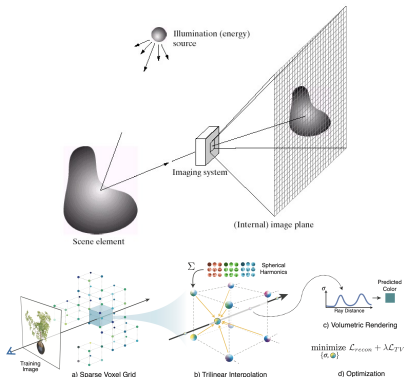 Illumination (energy)
source
Imaging system
(Internal) image plane
Scene element
Σ
Spherical
Harmonics
σ
Predicted
Color
Ray Distance
c) Volumetric Rendering
Training
Image
minimize L_recon + λL_TV
{σ, }
a) Sparse Voxel Grid
b) Trilinear Interpolation
d) Optimization